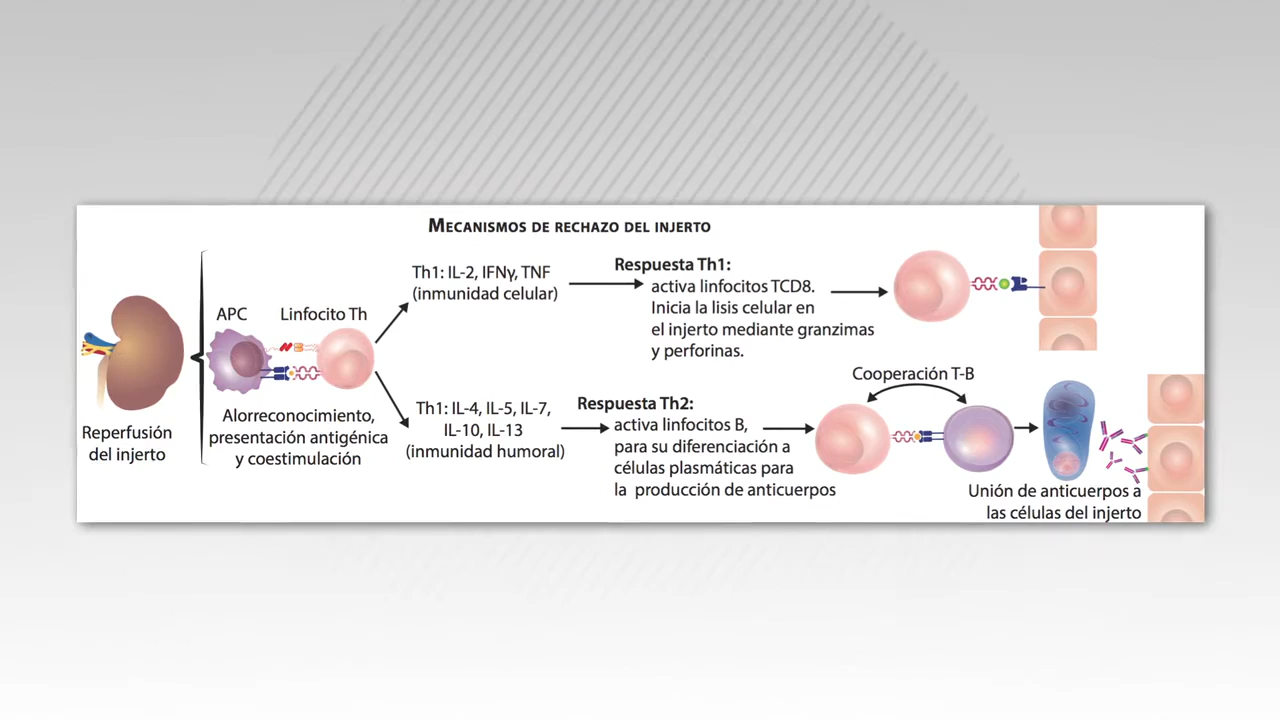 MECANISMOS DE RECHAZO DEL INJERTO
Reperfusión
del injerto
APC
Linfocito Th
Alorreconocimiento,
presentación antigénica
y coestimulación
Th1: IL-2, IFNγ, TNF
(inmunidad celular)
Respuesta Th1:
activa linfocitos TCD8.
Inicia la lisis celular en
el injerto mediante granzimas
y perforinas.
Th1: IL-4, IL-5, IL-7,
IL-10, IL-13
(inmunidad humoral)
Respuesta Th2:
activa linfocitos B,
para su diferenciación a
células plasmáticas para
la producción de anticuerpos
Cooperación T-B
Unión de anticuerpos a
las células del injerto